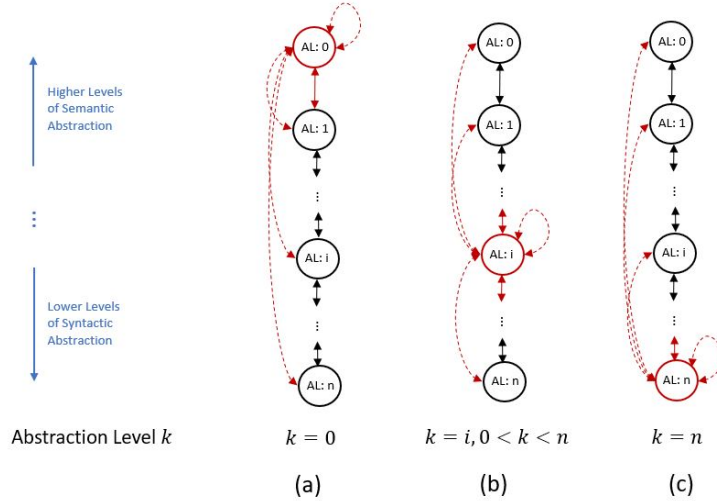 AL: 0
AL: 0
AL: 0
Higher Levels
of Semantic
Abstraction
AL: 1
AL: 1
AL: 1
...
...
...
...
AL: i
AL: i
AL: i
Lower Levels
of Syntactic
Abstraction
...
...
...
AL: n
AL: n
AL: n
Abstraction Level k
k = 0
k = i, 0 < k < n
k = n
(a)
(b)
(c)